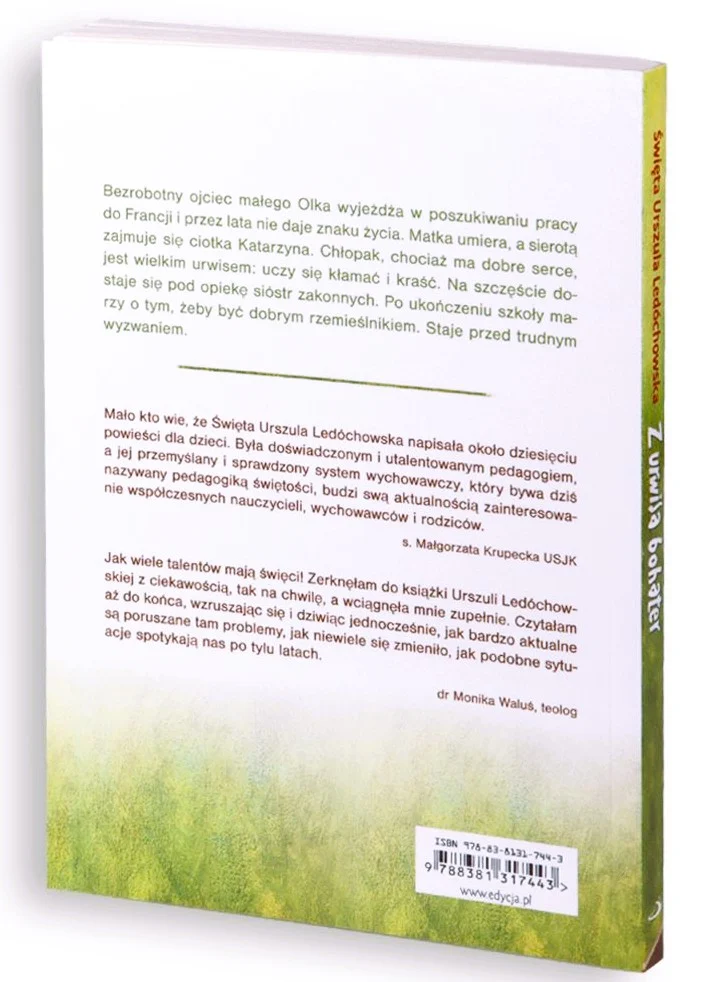 Bezrobotny ojciec małego Olka wyjeżdża w poszukiwaniu pracy
do Francji i przez lata nie daje znaku życia. Matka umiera, a sierotą
zajmuje się ciotka Katarzyna. Chłopak, chociaż ma dobre serce,
jest wielkim urwisem: uczy się kłamać i kraść. Na szczęście do-
staje się pod opiekę sióstr zakonnych. Po ukończeniu szkoły ma-
rzy o tym, żeby być dobrym rzemieślnikiem. Staje przed trudnym
wyzwaniem.
Mało kto wie, że Święta Urszula Ledóchowska napisała około dziesięciu
powieści dla dzieci. Była doświadczonym i utalentowanym pedagogiem,
a jej przemyślany i sprawdzony system wychowawczy, który bywa dziś
nazywany pedagogiką świętości, budzi swą aktualnością zainteresowa-
nie współczesnych nauczycieli, wychowawców i rodziców.
s. Małgorzata Krupecka USJK
Jak wiele talentów mają święci! Zerknęłam do książki Urszuli Ledóchow-
skiej z ciekawością, tak na chwilę, a wciągnęła mnie zupełnie. Czytałam
aż do końca, wzruszając się i dziwiąc jednocześnie, jak bardzo aktualne
są poruszane tam problemy, jak niewiele się zmieniło, jak podobne sytu-
acje spotykają nas po tylu latach.
dr Monika Waluś, teolog
ISBN 978-83-8131-744-3
9 788381 317443 >
www.edycja.pl
Święta Urszula Ledóchowska Z urwisa bohater